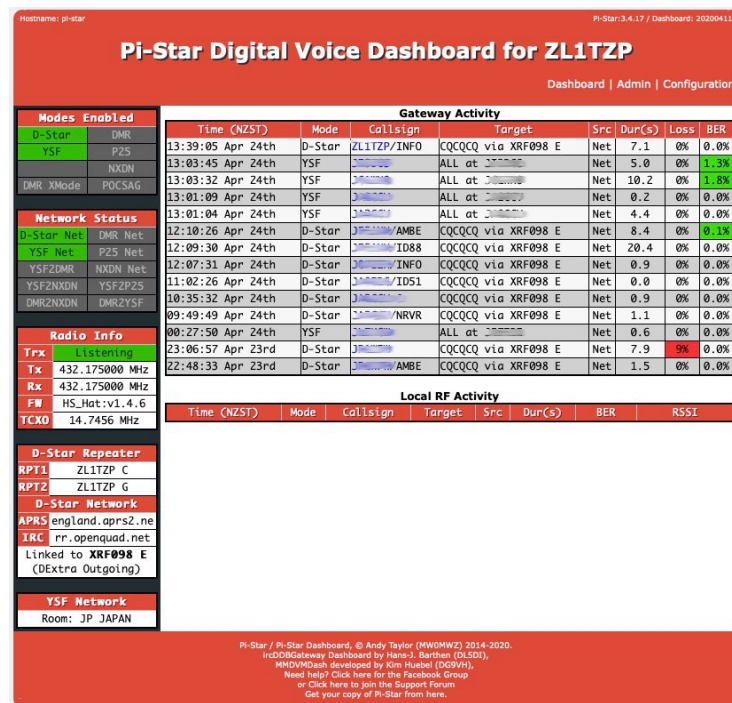 Hostname: pi-star
Pi-Star:3.4.17 / Dashboard: 20200411
Pi-Star Digital Voice Dashboard for ZL1TZP
Dashboard | Admin | Configuration
Modes Enabled
D-Star DMR
YSF P25
NXDN
DMR XMode POCSAG
Network Status
D-Star Net DMR Net
YSF Net P25 Net
YSF2DMR NXDN Net
YSF2NXDN YSF2P25
DMR2NXDN DMR2YSF
Radio Info
Trx Listening
Tx 432.175000 MHz
Rx 432.175000 MHz
FW HS_Hat:v1.4.6
TCXO 14.7456 MHz
D-Star Repeater
RPT1 ZL1TZP C
RPT2 ZL1TZP G
D-Star Network
APRS england.aprs2.ne
IRC rr.openquad.net
Linked to XRF098 E
(DExtra Outgoing)
YSF Network
Room: JP JAPAN
Gateway Activity
Time (NZST) Mode Callsign Target Src Dur(s) Loss BER
13:39:05 Apr 24th D-Star ZL1TZP/INFO CQCQCQ via XRF098 E Net 7.1 0% 0.0%
13:03:45 Apr 24th YSF ALL at Net 5.0 0% 1.3%
13:03:32 Apr 24th YSF ALL at Net 10.2 0% 1.8%
13:01:09 Apr 24th YSF ALL at Net 0.2 0% 0.0%
13:01:04 Apr 24th YSF ALL at Net 4.4 0% 0.0%
12:10:26 Apr 24th D-Star /AMBE CQCQCQ via XRF098 E Net 8.4 0% 0.1%
12:09:30 Apr 24th D-Star /ID88 CQCQCQ via XRF098 E Net 20.4 0% 0.0%
12:07:31 Apr 24th D-Star /INFO CQCQCQ via XRF098 E Net 0.9 0% 0.0%
11:02:26 Apr 24th D-Star /ID51 CQCQCQ via XRF098 E Net 0.0 0% 0.0%
10:35:32 Apr 24th D-Star CQCQCQ via XRF098 E Net 0.9 0% 0.0%
09:49:49 Apr 24th D-Star /NRVR CQCQCQ via XRF098 E Net 1.1 0% 0.0%
00:27:50 Apr 24th YSF ALL at Net 0.6 0% 0.0%
23:06:57 Apr 23rd D-Star CQCQCQ via XRF098 E Net 7.9 9% 0.0%
22:48:33 Apr 23rd D-Star /AMBE CQCQCQ via XRF098 E Net 1.5 0% 0.0%
Local RF Activity
Time (NZST) Mode Callsign Target Src Dur(s) BER RSSI
Pi-Star / Pi-Star Dashboard, © Andy Taylor (MW0MWZ) 2014-2020.
ircDDBGateway Dashboard by Hans-J. Barthen (DL5DI),
MMDVMDash developed by Kim Huebel (DG9VH),
Need help? Click here for the Facebook Group
or Click here to join the Support Forum
Get your copy of Pi-Star from here.